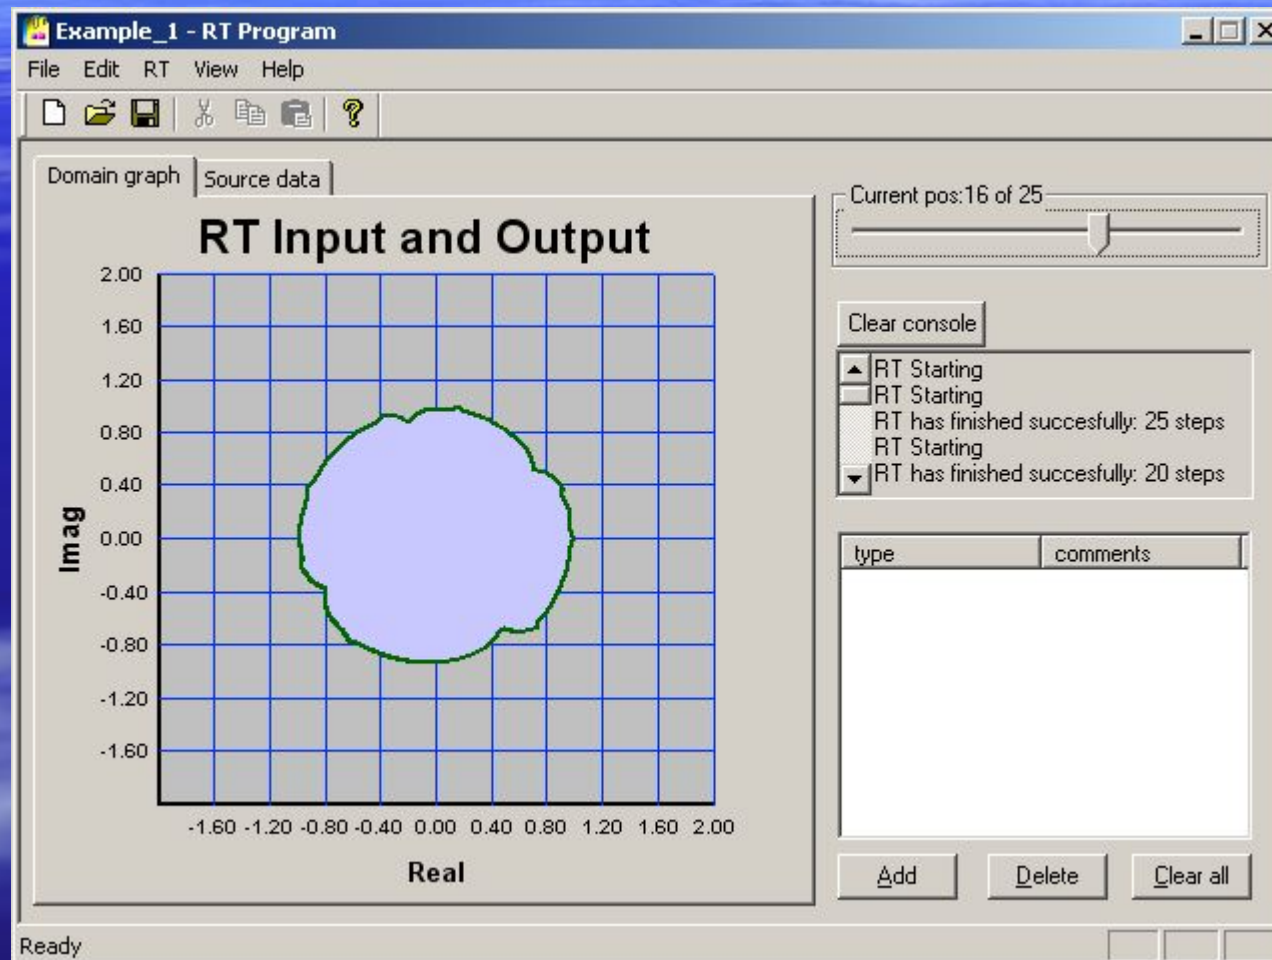 Example_1 - RT Program
File Edit RT View Help
Domain graph Source data
RT Input and Output
2.00
1.60
1.20
0.80
0.40
0.00
-0.40
-0.80
-1.20
-1.60
Imag
-1.60 -1.20 -0.80 -0.40 0.00 0.40 0.80 1.20 1.60 2.00
Real
Current pos:16 of 25
Clear console
RT Starting
RT Starting
RT has finished succesfully: 25 steps
RT Starting
RT has finished succesfully: 20 steps
type comments
Add Delete Clear all
Ready